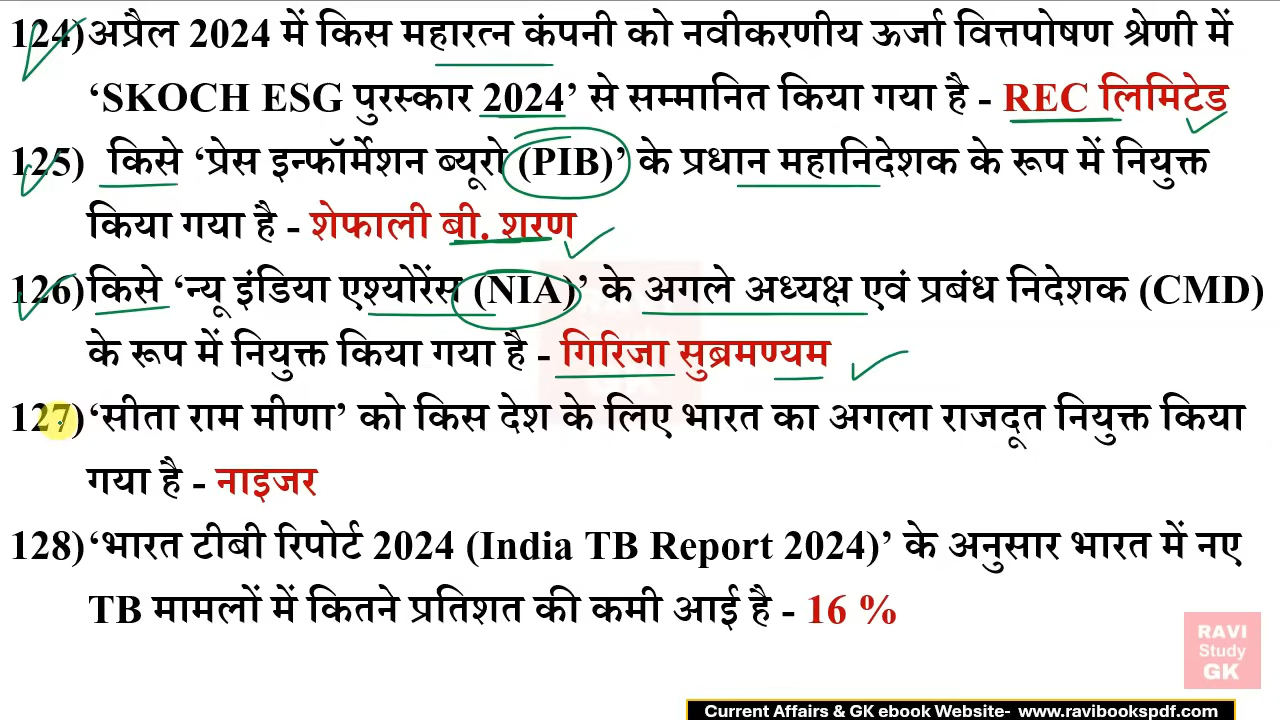 124) अप्रैल 2024 में किस महारत्न कंपनी को नवीकरणीय ऊर्जा वित्तपोषण श्रेणी में
‘SKOCH ESG पुरस्कार 2024’ से सम्मानित किया गया है - REC लिमिटेड
125) किसे ‘प्रेस इन्फॉर्मेशन ब्यूरो (PIB)’ के प्रधान महानिदेशक के रूप में नियुक्त
किया गया है - शेफाली बी. शरण
126) किसे ‘न्यू इंडिया एश्योरेंस (NIA)’ के अगले अध्यक्ष एवं प्रबंध निदेशक (CMD)
के रूप में नियुक्त किया गया है - गिरिजा सुब्रमण्यम
127) ‘सीता राम मीणा’ को किस देश के लिए भारत का अगला राजदूत नियुक्त किया
गया है - नाइजर
128) ‘भारत टीबी रिपोर्ट 2024 (India TB Report 2024)’ के अनुसार भारत में नए
TB मामलों में कितने प्रतिशत की कमी आई है - 16 %
RAVI
Study
GK
Current Affairs & GK ebook Website- www.ravibookspdf.com